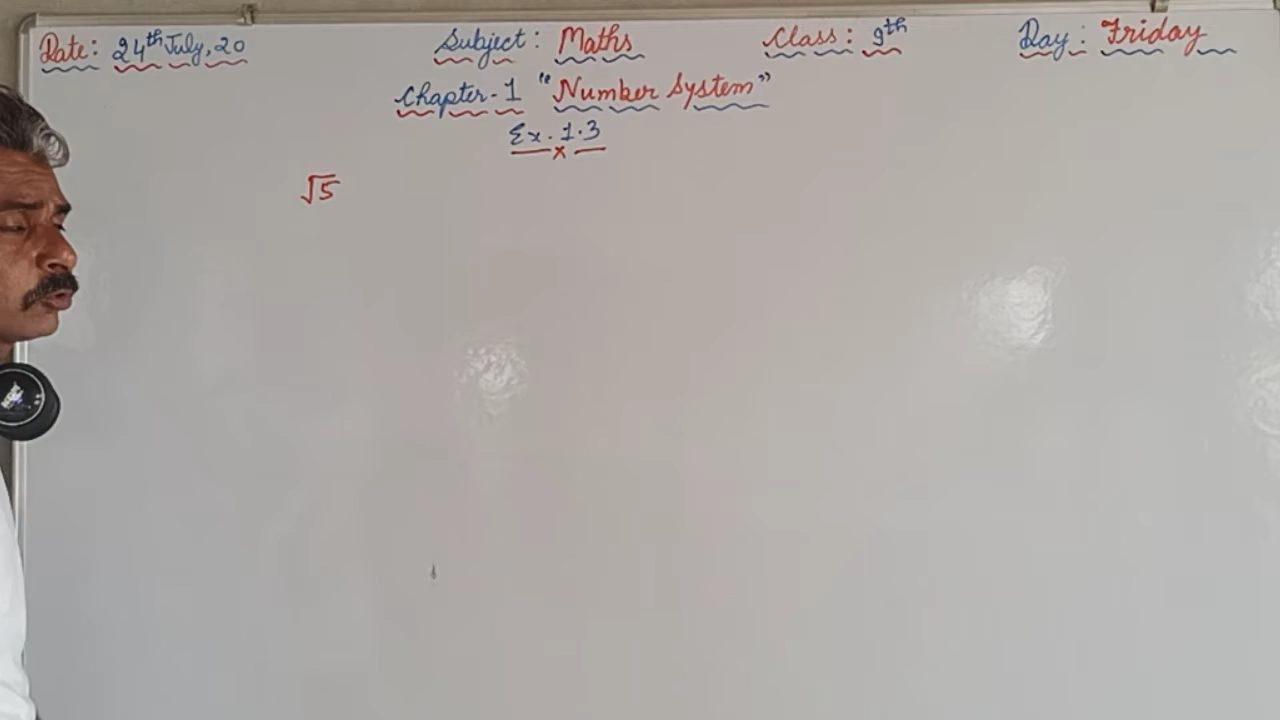 Date: 24th July, 20 Subject: Maths Class: 9th Day: Friday
Chapter-1 "Number System"
Ex. 1.3
√5